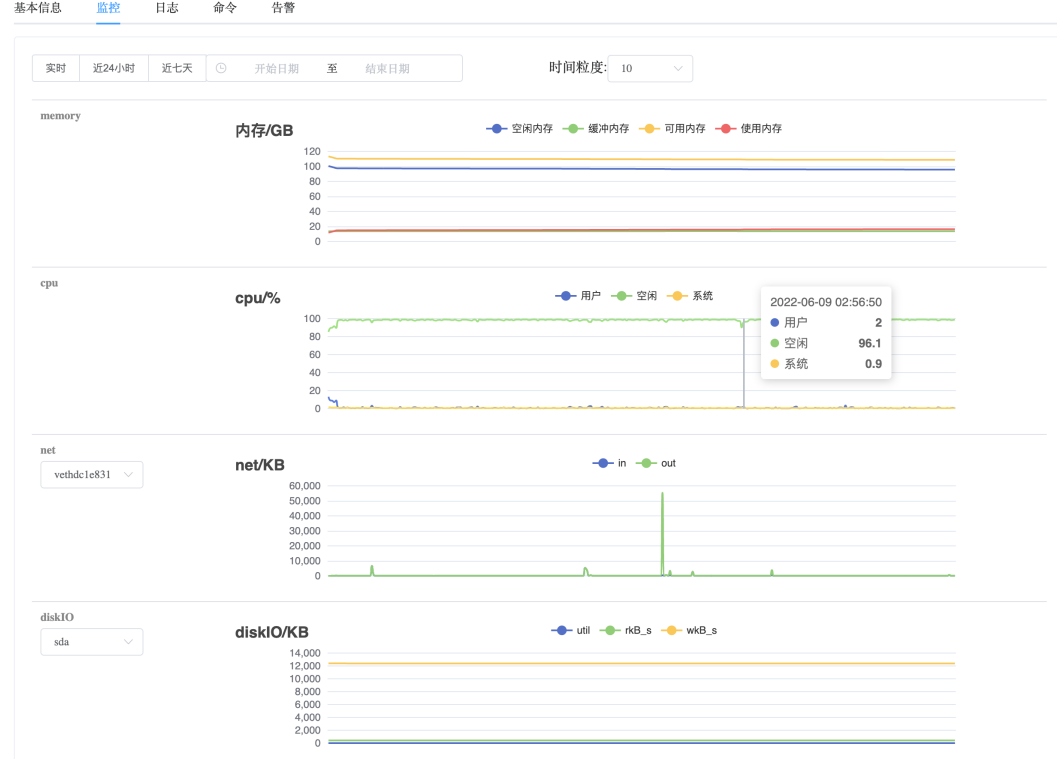 基本信息 监控 日志 命令 告警
实时 近24小时 近七天 开始日期 至 结束日期 时间粒度: 10
memory
内存/GB
空闲内存 缓冲内存 可用内存 使用内存
120
100
80
60
40
20
0
cpu
cpu/%
用户 空闲 系统
100
80
60
40
20
0
2022-06-09 02:56:50
用户 2
空闲 96.1
系统 0.9
net
vethdc1e831
net/KB
in out
60,000
50,000
40,000
30,000
20,000
10,000
0
diskIO
sda
diskIO/KB
util rkB_s wkB_s
14,000
12,000
10,000
8,000
6,000
4,000
2,000
0